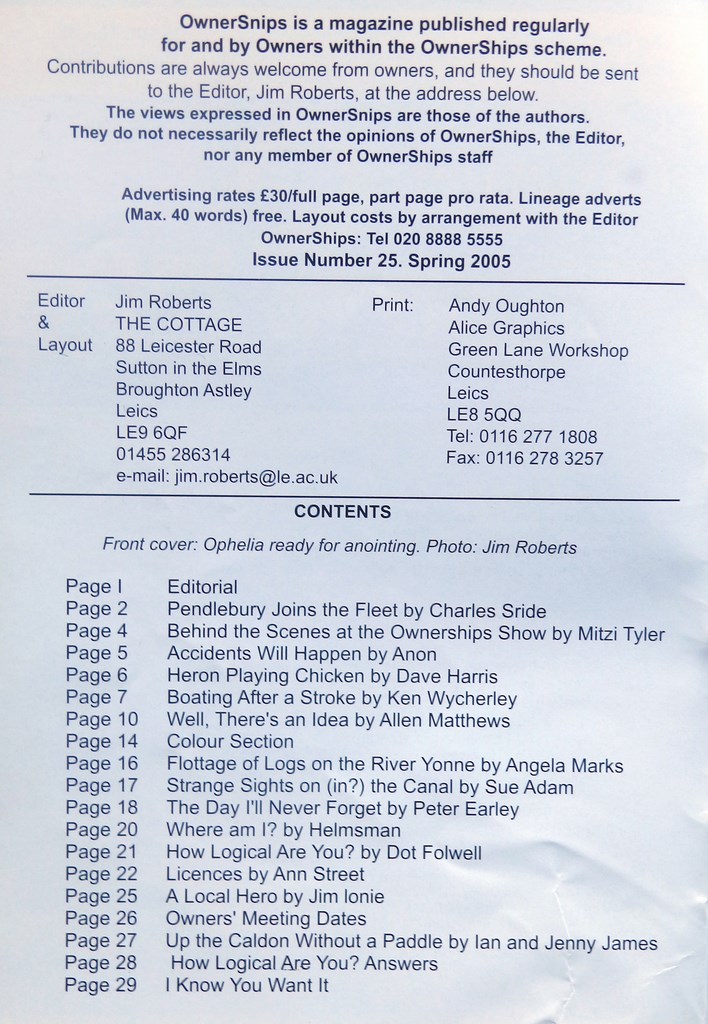 OwnerSnips is a magazine published regularly
for and by Owners within the OwnerShips scheme.
Contributions are always welcome from owners, and they should be sent
to the Editor, Jim Roberts, at the address below.
The views expressed in OwnerSnips are those of the authors.
They do not necessarily reflect the opinions of OwnerShips, the Editor,
nor any member of OwnerShips staff
Advertising rates £30/full page, part page pro rata. Lineage adverts
(Max. 40 words) free. Layout costs by arrangement with the Editor
OwnerShips: Tel 020 8888 5555
Issue Number 25. Spring 2005
Editor & Layout
Jim Roberts
THE COTTAGE
88 Leicester Road
Sutton in the Elms
Broughton Astley
Leics
LE9 6QF
01455 286314
e-mail: jim.roberts@le.ac.uk
Print:
Andy Oughton
Alice Graphics
Green Lane Workshop
Countesthorpe
Leics
LE8 5QQ
Tel: 0116 277 1808
Fax: 0116 278 3257
CONTENTS
Front cover: Ophelia ready for anointing. Photo: Jim Roberts
Page I Editorial
Page 2 Pendlebury Joins the Fleet by Charles Sride
Page 4 Behind the Scenes at the Ownerships Show by Mitzi Tyler
Page 5 Accidents Will Happen by Anon
Page 6 Heron Playing Chicken by Dave Harris
Page 7 Boating After a Stroke by Ken Wycherley
Page 10 Well, There's an Idea by Allen Matthews
Page 14 Colour Section
Page 16 Flottage of Logs on the River Yonne by Angela Marks
Page 17 Strange Sights on (in?) the Canal by Sue Adam
Page 18 The Day I'll Never Forget by Peter Earley
Page 20 Where am I? by Helmsman
Page 21 How Logical Are You? by Dot Folwell
Page 22 Licences by Ann Street
Page 25 A Local Hero by Jim Ionie
Page 26 Owners' Meeting Dates
Page 27 Up the Caldon Without a Paddle by Ian and Jenny James
Page 28 How Logical Are You? Answers
Page 29 I Know You Want It